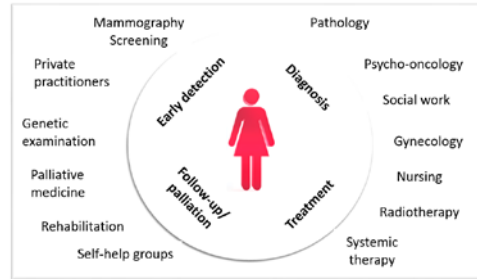 Mammography
Screening
Pathology
Private
practitioners
Early detection
Diagnosis
Psycho-oncology
Social work
Genetic
examination
Gynecology
Palliative
medicine
Follow-up/
palliation
Treatment
Nursing
Radiotherapy
Rehabilitation
Self-help groups
Systemic
therapy